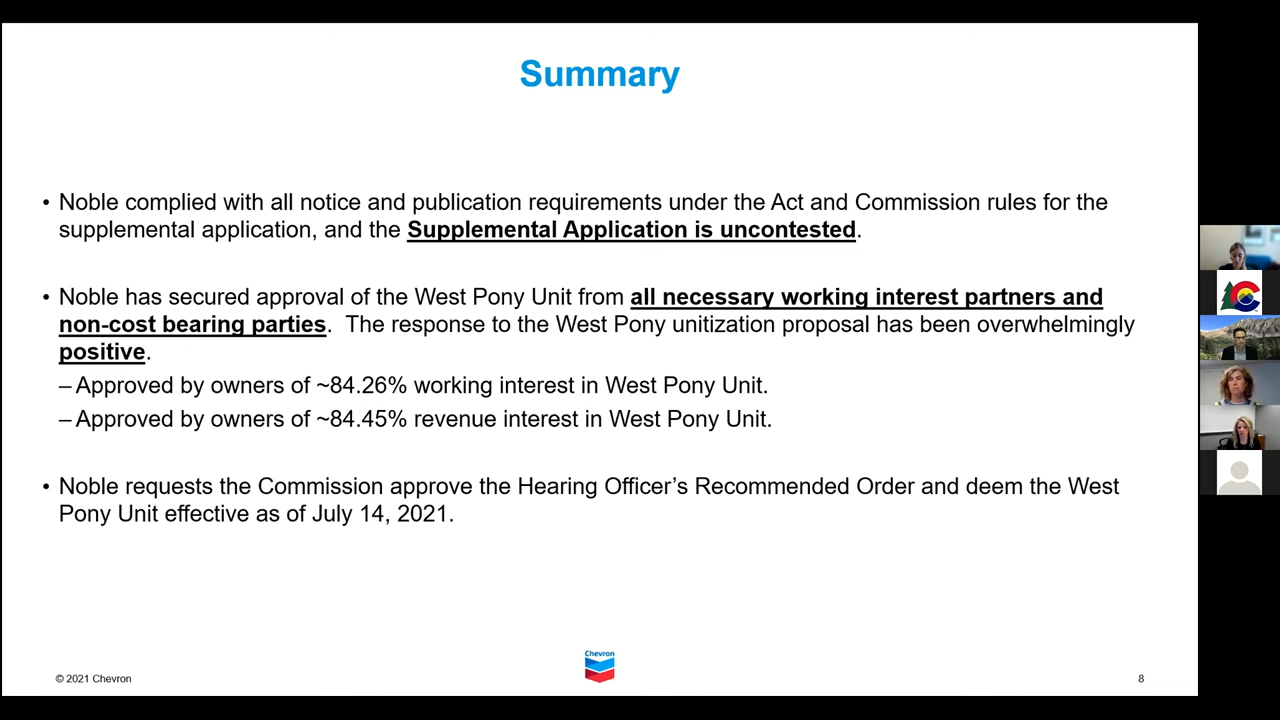 Summary
• Noble complied with all notice and publication requirements under the Act and Commission rules for the
supplemental application, and the Supplemental Application is uncontested.
• Noble has secured approval of the West Pony Unit from all necessary working interest partners and
non-cost bearing parties.  The response to the West Pony unitization proposal has been overwhelmingly
positive.
– Approved by owners of ~84.26% working interest in West Pony Unit.
– Approved by owners of ~84.45% revenue interest in West Pony Unit.
• Noble requests the Commission approve the Hearing Officer's Recommended Order and deem the West
Pony Unit effective as of July 14, 2021.
Chevron
© 2021 Chevron
8